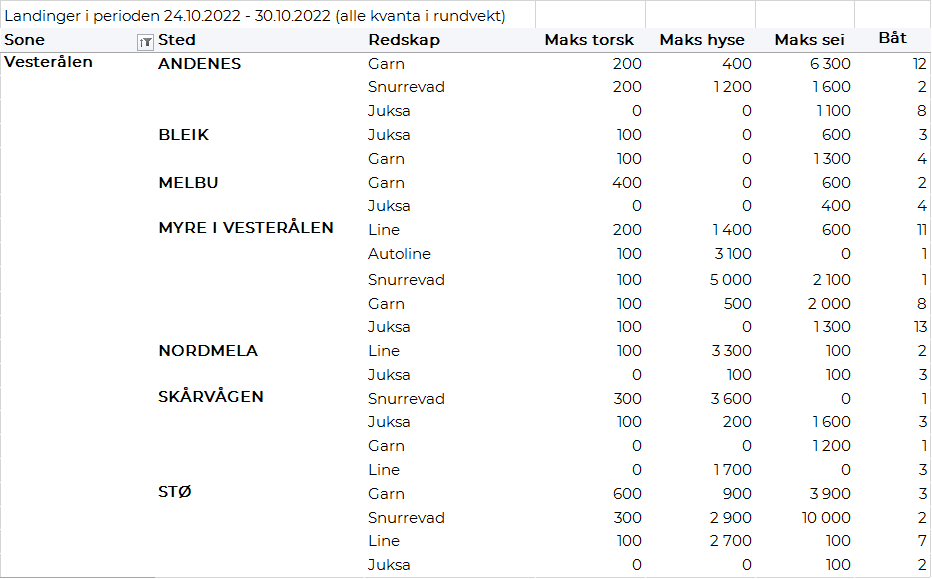 Landinger i perioden 24.10.2022 - 30.10.2022 (alle kvanta i rundvekt)
Sone Sted Redskap Maks torsk Maks hyse Maks sei Båt
Vesterålen ANDENES Garn 200 400 6 300 12
Snurrevad 200 1 200 1 600 2
Juksa 0 0 1 100 8
BLEIK Juksa 100 0 600 3
Garn 100 0 1 300 4
MELBU Garn 400 0 600 2
Juksa 0 0 400 4
MYRE I VESTERÅLEN Line 200 1 400 600 11
Autoline 100 3 100 0 1
Snurrevad 100 5 000 2 100 1
Garn 100 500 2 000 8
Juksa 100 0 1 300 13
NORDMELA Line 100 3 300 100 2
Juksa 0 100 100 3
SKÅRVÅGEN Snurrevad 300 3 600 0 1
Juksa 100 200 1 600 3
Garn 0 0 1 200 1
Line 0 1 700 0 3
STØ Garn 600 900 3 900 3
Snurrevad 300 2 900 10 000 2
Line 100 2 700 100 7
Juksa 0 0 100 2